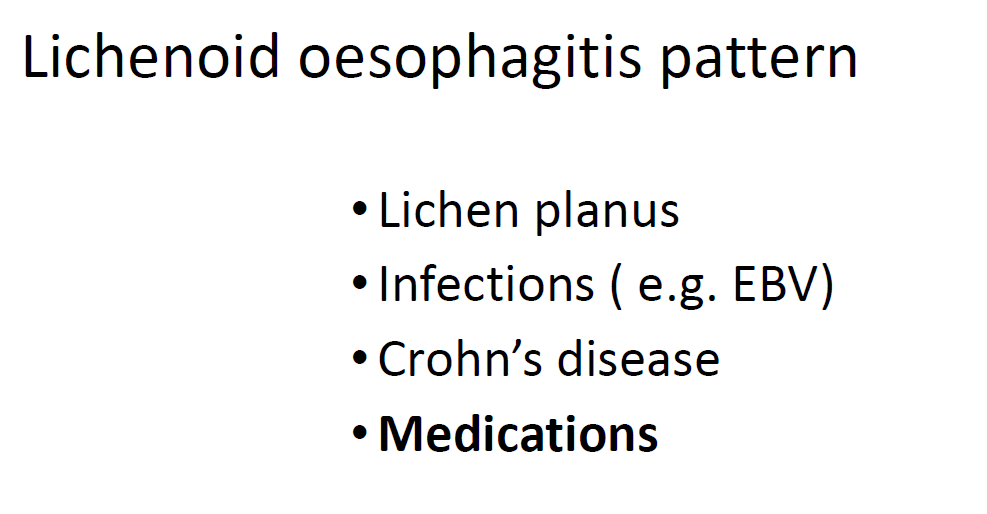 Lichenoid oesophagitis pattern
• Lichen planus
• Infections ( e.g. EBV)
• Crohn’s disease
• Medications